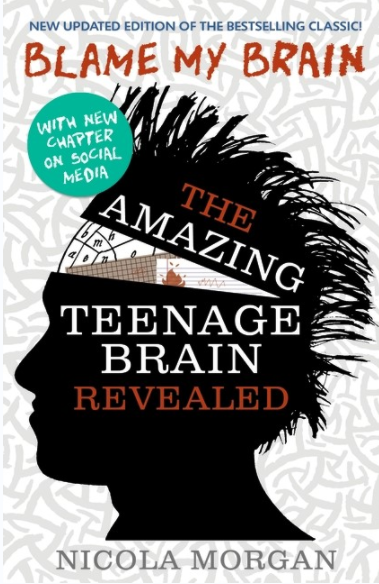 NEW UPDATED EDITION OF THE BESTSELLING CLASSIC!
BLAME MY BRAIN
WITH NEW
CHAPTER
ON SOCIAL
MEDIA
THE
AMAZING
TEENAGE
BRAIN
REVEALED
NICOLA MORGAN